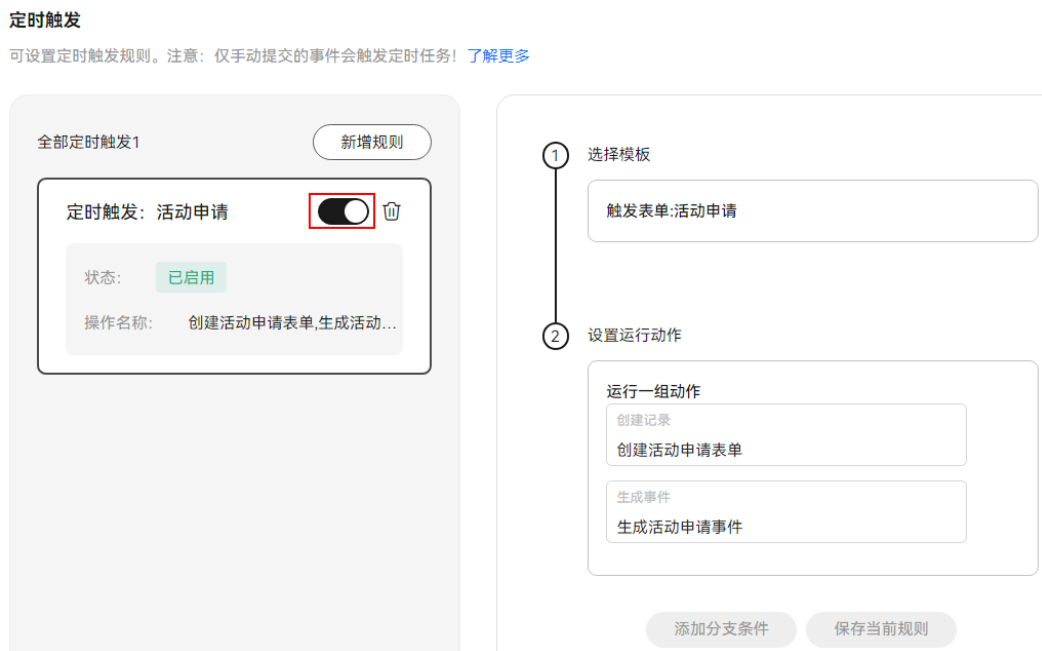 定时触发
可设置定时触发规则。注意：仅手动提交的事件会触发定时任务！了解更多
全部定时触发1
新增规则
定时触发：活动申请
状态：
已启用
操作名称：
创建活动申请表单,生成活动...
1
选择模板
触发表单:活动申请
2
设置运行动作
运行一组动作
创建记录
创建活动申请表单
生成事件
生成活动申请事件
添加分支条件
保存当前规则